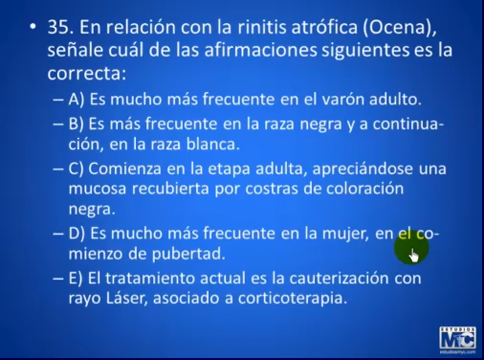 • 35. En relación con la rinitis atrófica (Ocena),
señale cuál de las afirmaciones siguientes es la
correcta:
– A) Es mucho más frecuente en el varón adulto.
– B) Es más frecuente en la raza negra y a continua-
ción, en la raza blanca.
– C) Comienza en la etapa adulta, apreciándose una
mucosa recubierta por costras de coloración
negra.
– D) Es mucho más frecuente en la mujer, en el co-
mienzo de pubertad.
– E) El tratamiento actual es la cauterización con
rayo Láser, asociado a corticoterapia.
ESTUDIOS
MyC
estudiosmyc.com